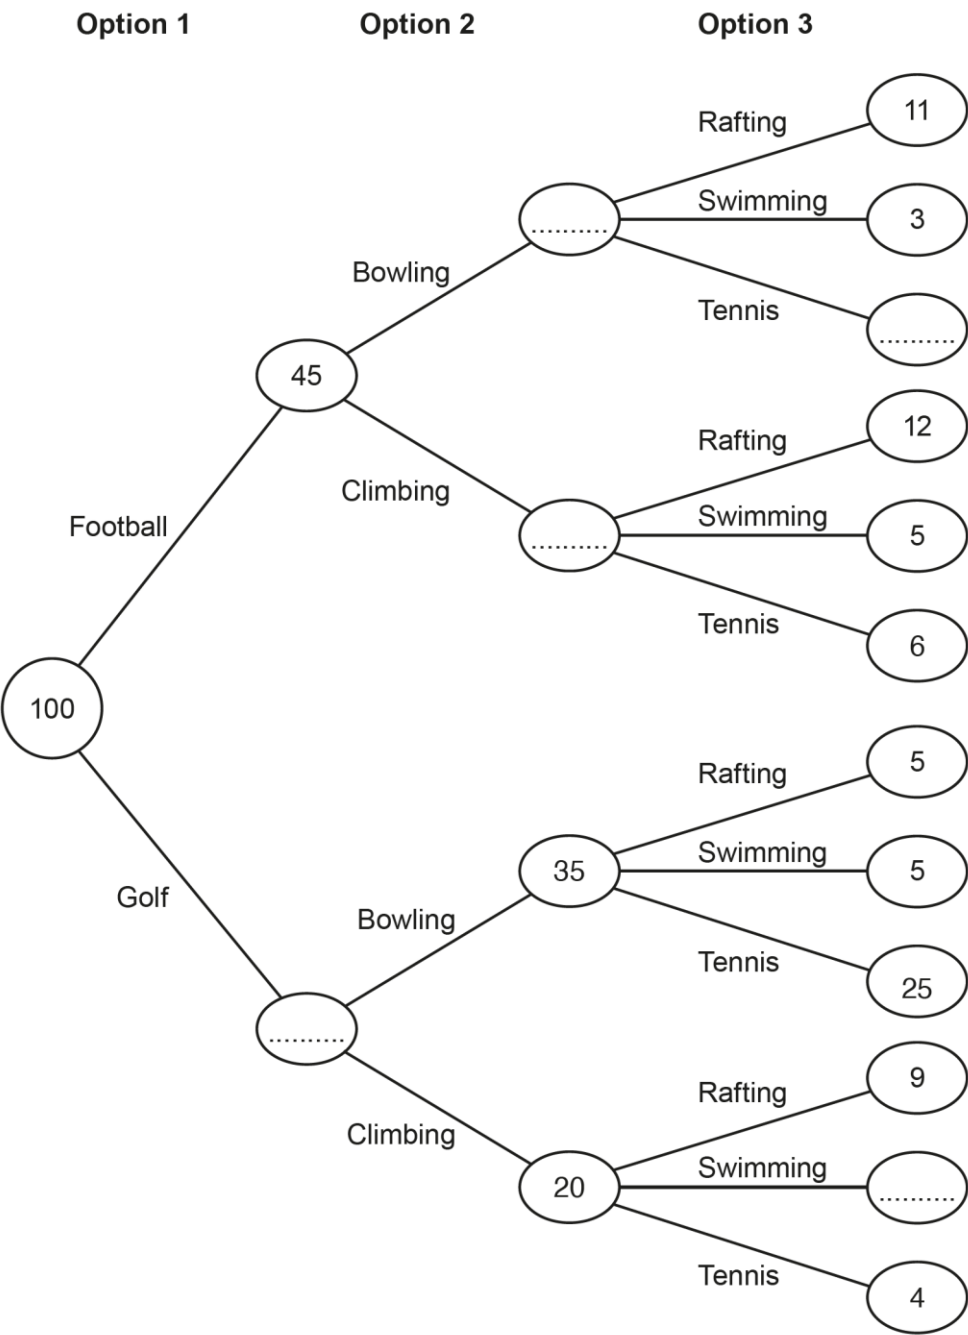 Option 1 Option 2 Option 3
11
Rafting
Swimming
3
..........
Bowling
Tennis
..........
45
12
Rafting
Climbing
Swimming
5
..........
Football
Tennis
6
100
5
Rafting
Swimming
35
5
Golf
Bowling
Tennis
25
..........
9
Rafting
Climbing
Swimming
20
..........
Tennis
4